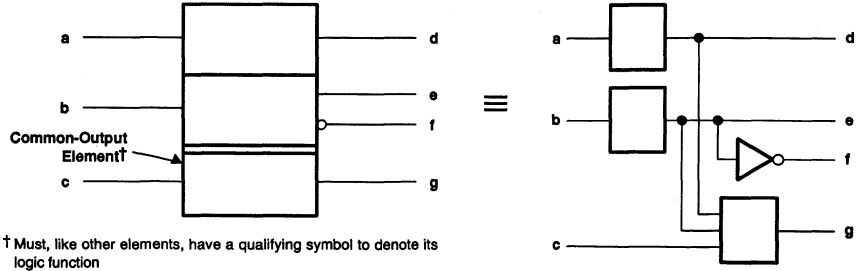 a d a d
e
b b e
f
Common-Output
Element†
f
c g g
c
† Must, like other elements, have a qualifying symbol to denote its
logic function